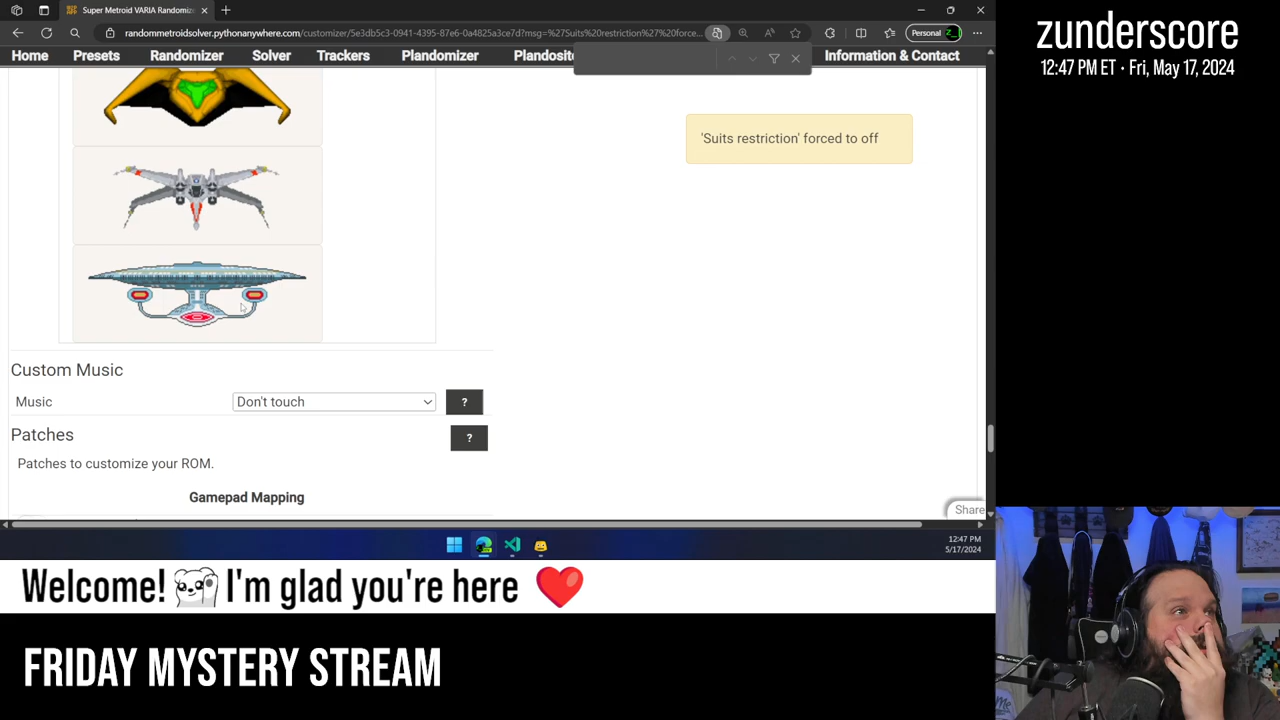 Super Metroid VARIA Randomiz
randommetroidsolver.pythonanywhere.com/customizer/5e3db5c3-0941-4395-87e6-0a4825a3ce7d?msg=%27Suits%20restriction%27%20force...
Personal
Home Presets Randomizer Solver Trackers Plandomizer Plandosito Information & Contact
'Suits restriction' forced to off
Custom Music
Music Don't touch ?
Patches ?
Patches to customize your ROM.
Gamepad Mapping
Share
12:47 PM
5/17/2024
zunderscore
12:47 PM ET • Fri, May 17, 2024
Welcome! I'm glad you're here
FRIDAY MYSTERY STREAM